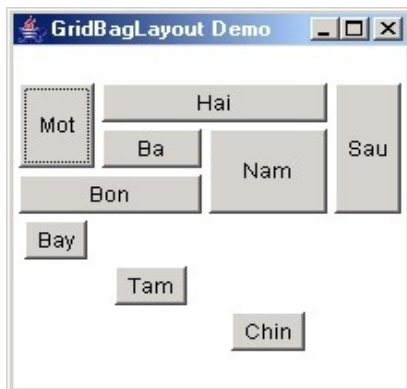 GridBagLayout Demo
Mot
Hai
Sau
Ba
Nam
Bon
Bay
Tam
Chin